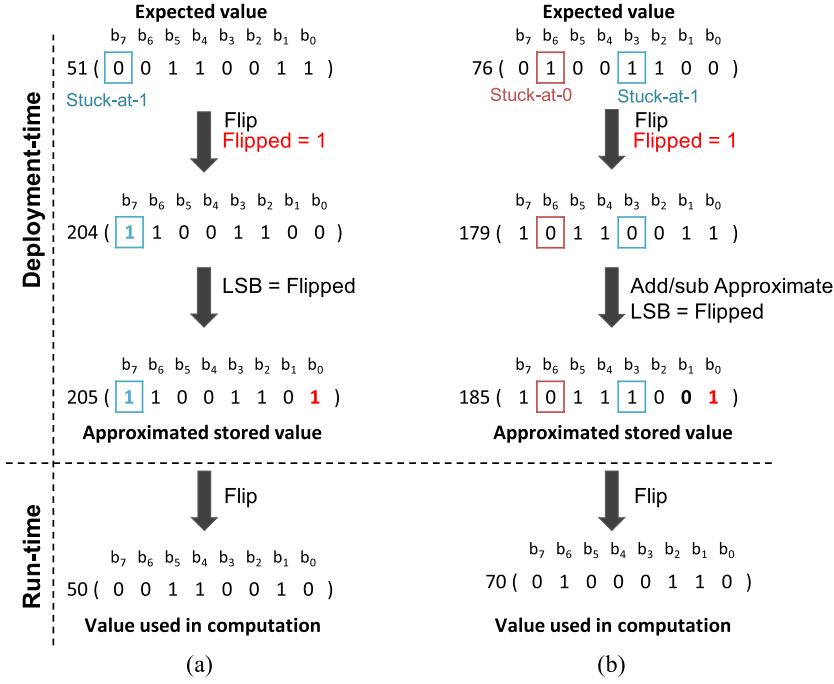 Deployment-time
Run-time
Expected value
b7 b6 b5 b4 b3 b2 b1 b0
51 ( 0 0 1 1 0 0 1 1 )
Stuck-at-1
Flip
Flipped = 1
b7 b6 b5 b4 b3 b2 b1 b0
204 ( 1 1 0 0 1 1 0 0 )
LSB = Flipped
b7 b6 b5 b4 b3 b2 b1 b0
205 ( 1 1 0 0 1 1 0 1 )
Approximated stored value
Flip
b7 b6 b5 b4 b3 b2 b1 b0
50 ( 0 0 1 1 0 0 1 0 )
Value used in computation
(a)
Expected value
b7 b6 b5 b4 b3 b2 b1 b0
76 ( 0 1 0 0 1 1 0 0 )
Stuck-at-0 Stuck-at-1
Flip
Flipped = 1
b7 b6 b5 b4 b3 b2 b1 b0
179 ( 1 0 1 1 0 0 1 1 )
Add/sub Approximate
LSB = Flipped
b7 b6 b5 b4 b3 b2 b1 b0
185 ( 1 0 1 1 1 0 0 1 )
Approximated stored value
Flip
b7 b6 b5 b4 b3 b2 b1 b0
70 ( 0 1 0 0 0 1 1 0 )
Value used in computation
(b)